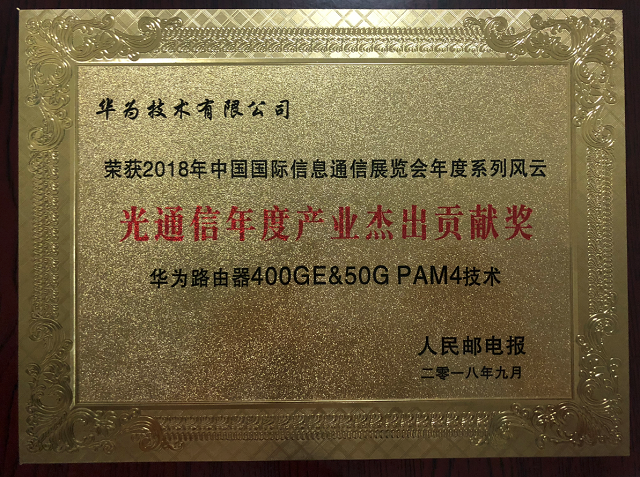 华为技术有限公司
荣获2018年中国国际信息通信展览会年度系列风云
光通信年度产业杰出贡献奖
华为路由器400GE&50G PAM4技术
人民邮电报
二零一八年九月